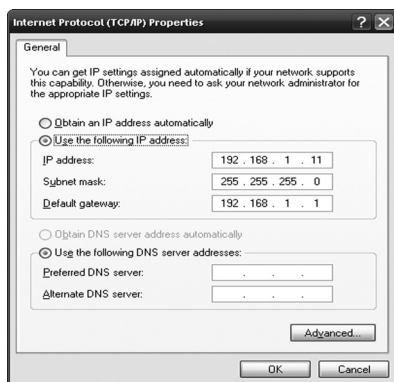 Internet Protocol (TCP/IP) Properties
General
You can get IP settings assigned automatically if your network supports
this capability. Otherwise, you need to ask your network administrator for
the appropriate IP settings.
Obtain an IP address automatically
Use the following IP address:
IP address: 192 . 168 . 1 . 11
Subnet mask: 255 . 255 . 255 . 0
Default gateway: 192 . 168 . 1 . 1
Obtain DNS server address automatically
Use the following DNS server addresses:
Preferred DNS server: . . .
Alternate DNS server: . . .
Advanced...
OK Cancel